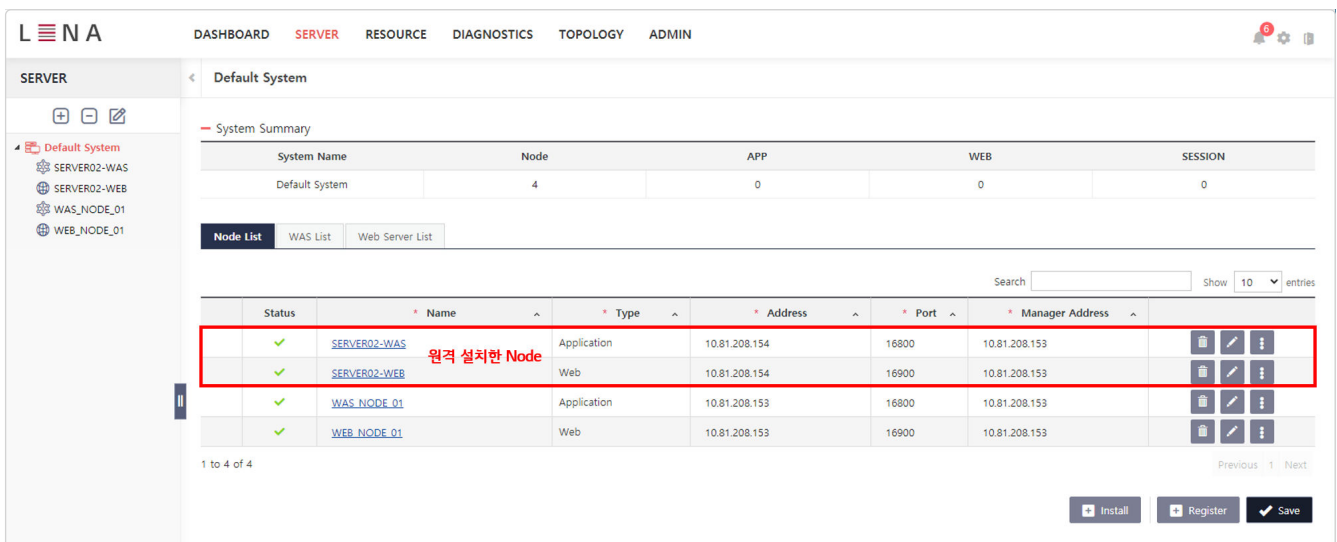 LENA DASHBOARD SERVER RESOURCE DIAGNOSTICS TOPOLOGY ADMIN 6
SERVER Default System
Default System
SERVER02-WAS
SERVER02-WEB
WAS_NODE_01
WEB_NODE_01
System Summary
System Name Node APP WEB SESSION
Default System 4 0 0 0
Node List WAS List Web Server List
Search Show 10 entries
Status * Name * Type * Address * Port * Manager Address
SERVER02-WAS Application 10.81.208.154 16800 10.81.208.153
원격 설치한 Node
SERVER02-WEB Web 10.81.208.154 16900 10.81.208.153
WAS_NODE_01 Application 10.81.208.153 16800 10.81.208.153
WEB_NODE_01 Web 10.81.208.153 16900 10.81.208.153
1 to 4 of 4 Previous 1 Next
Install Register Save